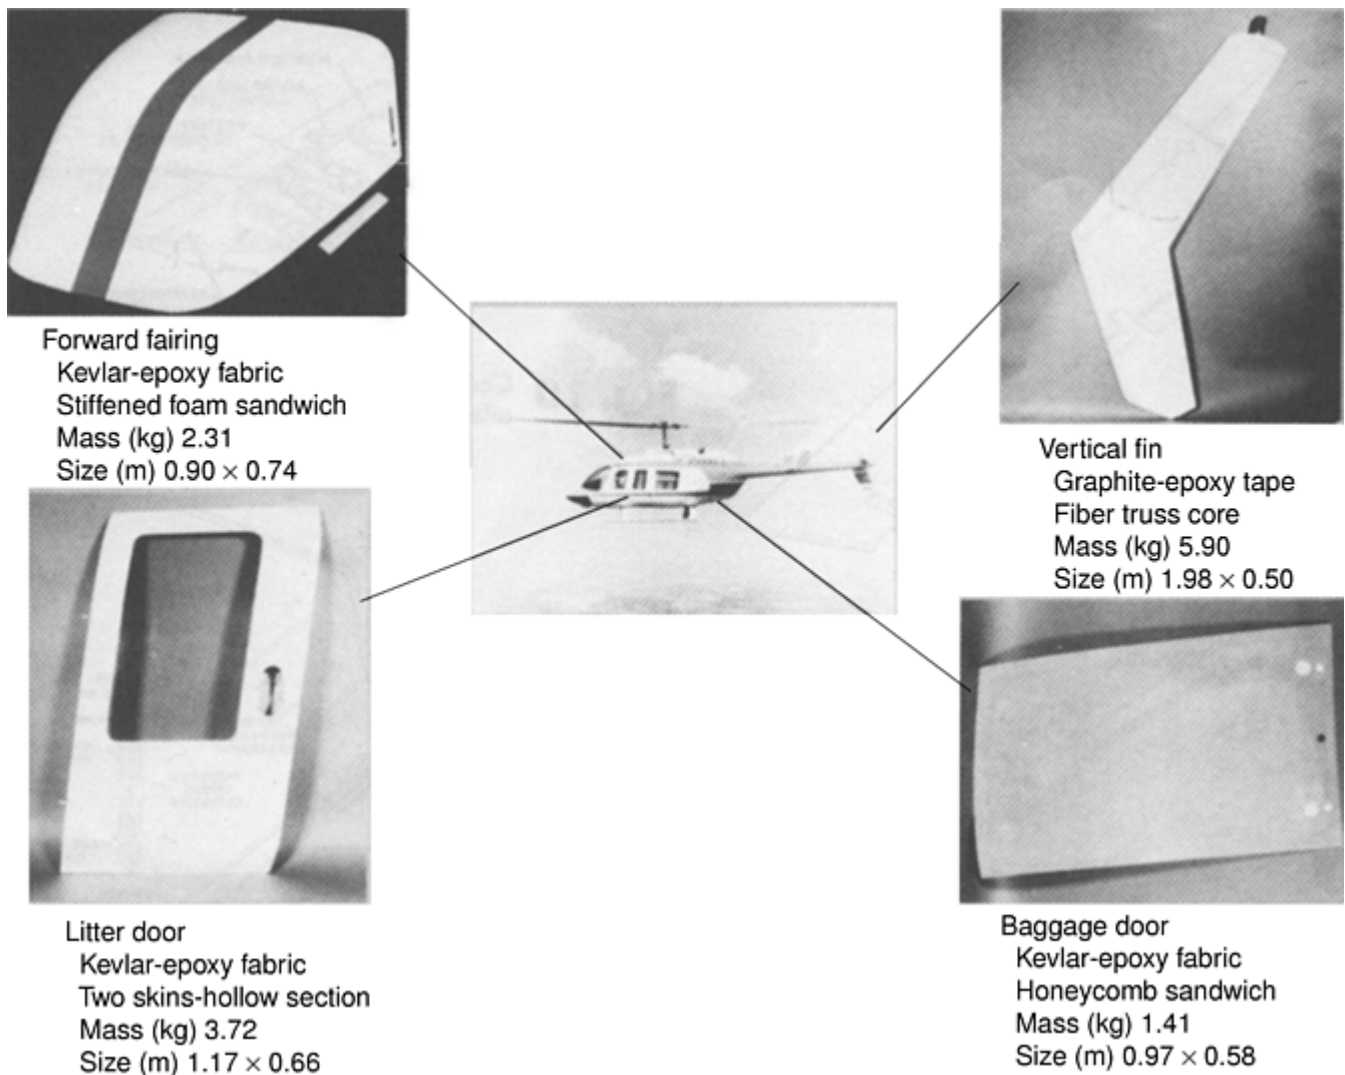 Forward fairing
Kevlar-epoxy fabric
Stiffened foam sandwich
Mass (kg) 2.31
Size (m) 0.90 × 0.74
Vertical fin
Graphite-epoxy tape
Fiber truss core
Mass (kg) 5.90
Size (m) 1.98 × 0.50
Litter door
Kevlar-epoxy fabric
Two skins-hollow section
Mass (kg) 3.72
Size (m) 1.17 × 0.66
Baggage door
Kevlar-epoxy fabric
Honeycomb sandwich
Mass (kg) 1.41
Size (m) 0.97 × 0.58